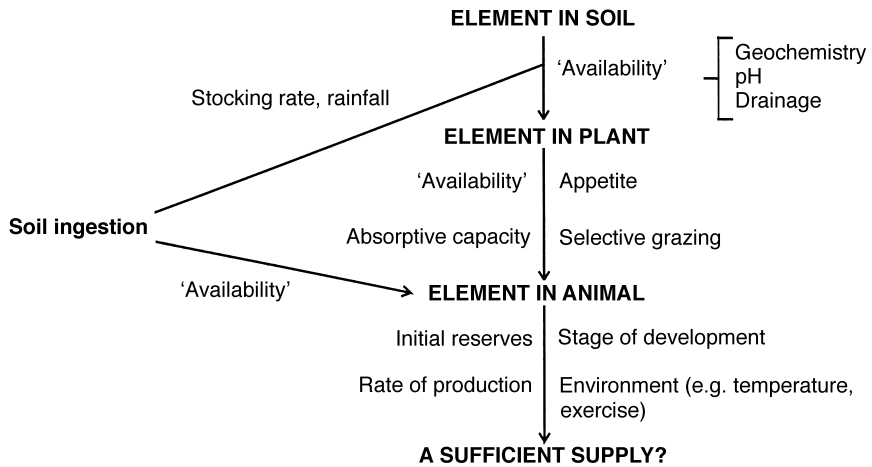 ELEMENT IN SOIL
‘Availability’
Geochemistry
pH
Drainage
Stocking rate, rainfall
ELEMENT IN PLANT
‘Availability’ Appetite
Soil ingestion
Absorptive capacity Selective grazing
‘Availability’
ELEMENT IN ANIMAL
Initial reserves Stage of development
Rate of production Environment (e.g. temperature,
exercise)
A SUFFICIENT SUPPLY?